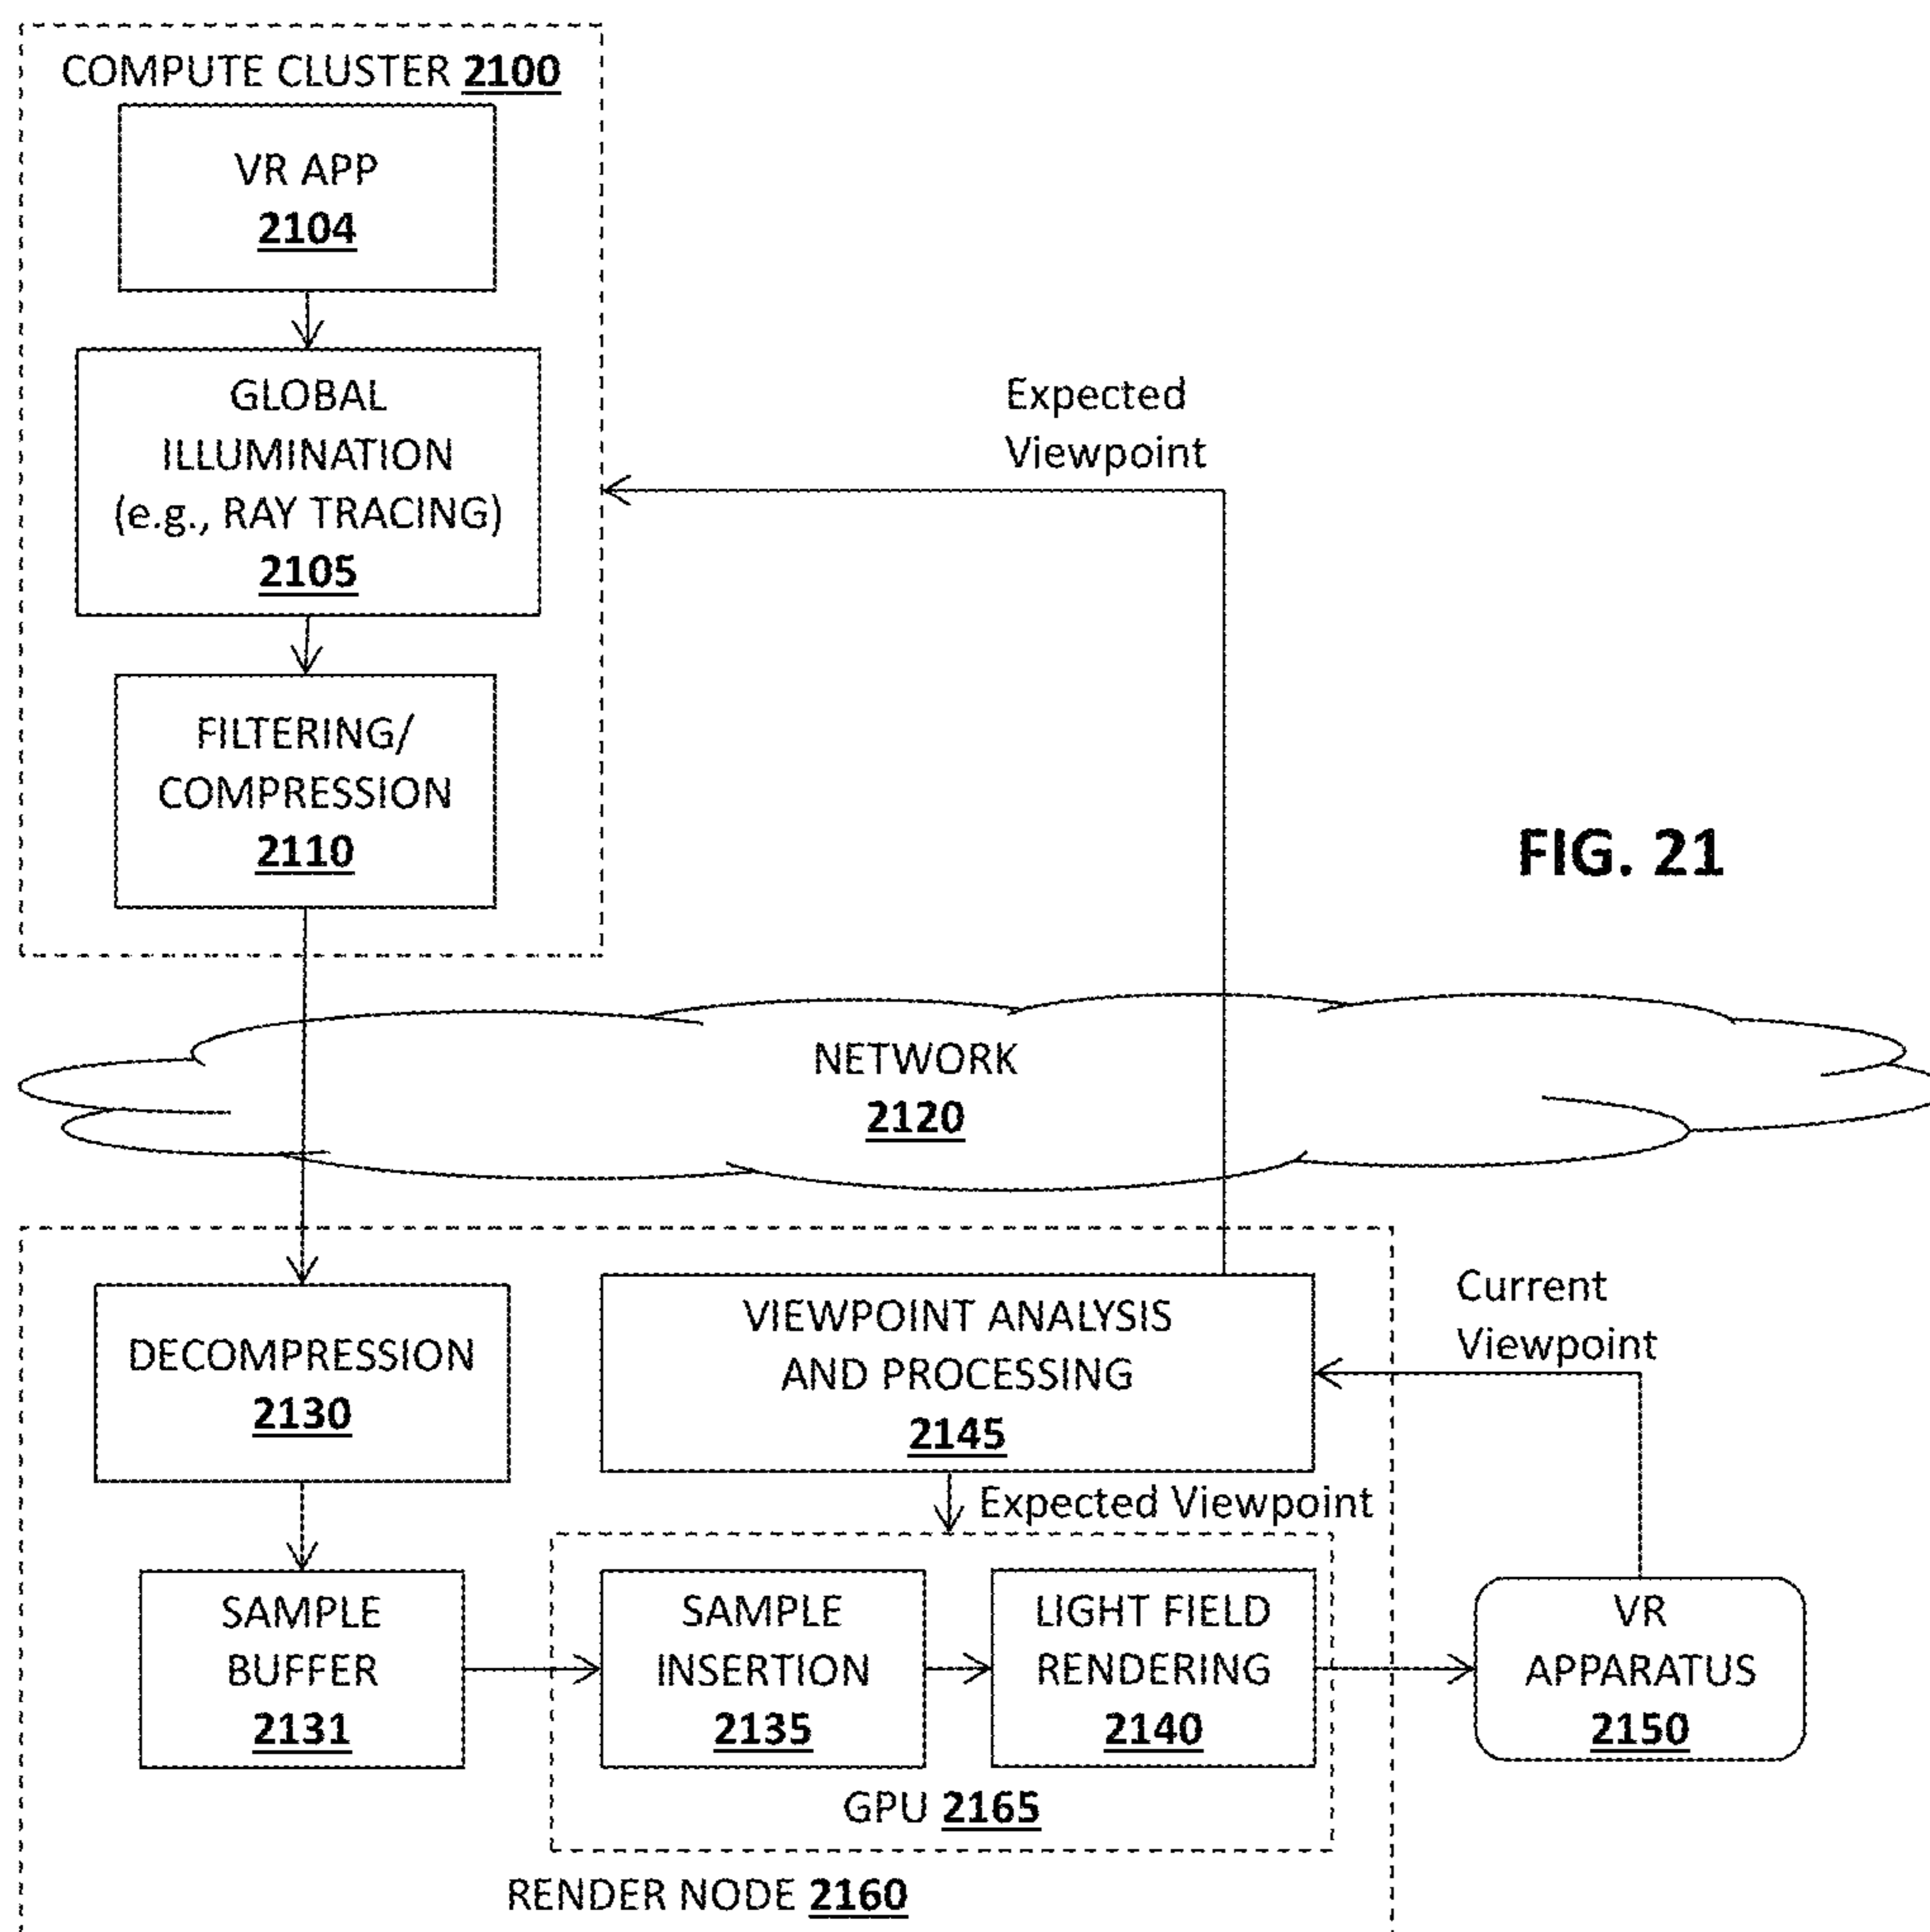 COMPUTE CLUSTER 2100
VR APP
2104
GLOBAL
ILLUMINATION
(e.g., RAY TRACING)
2105
FILTERING/
COMPRESSION
2110
Expected
Viewpoint
FIG. 21
NETWORK
2120
DECOMPRESSION
2130
VIEWPOINT ANALYSIS
AND PROCESSING
2145
Current
Viewpoint
Expected Viewpoint
SAMPLE
BUFFER
2131
SAMPLE
INSERTION
2135
LIGHT FIELD
RENDERING
2140
VR
APPARATUS
2150
GPU 2165
RENDER NODE 2160